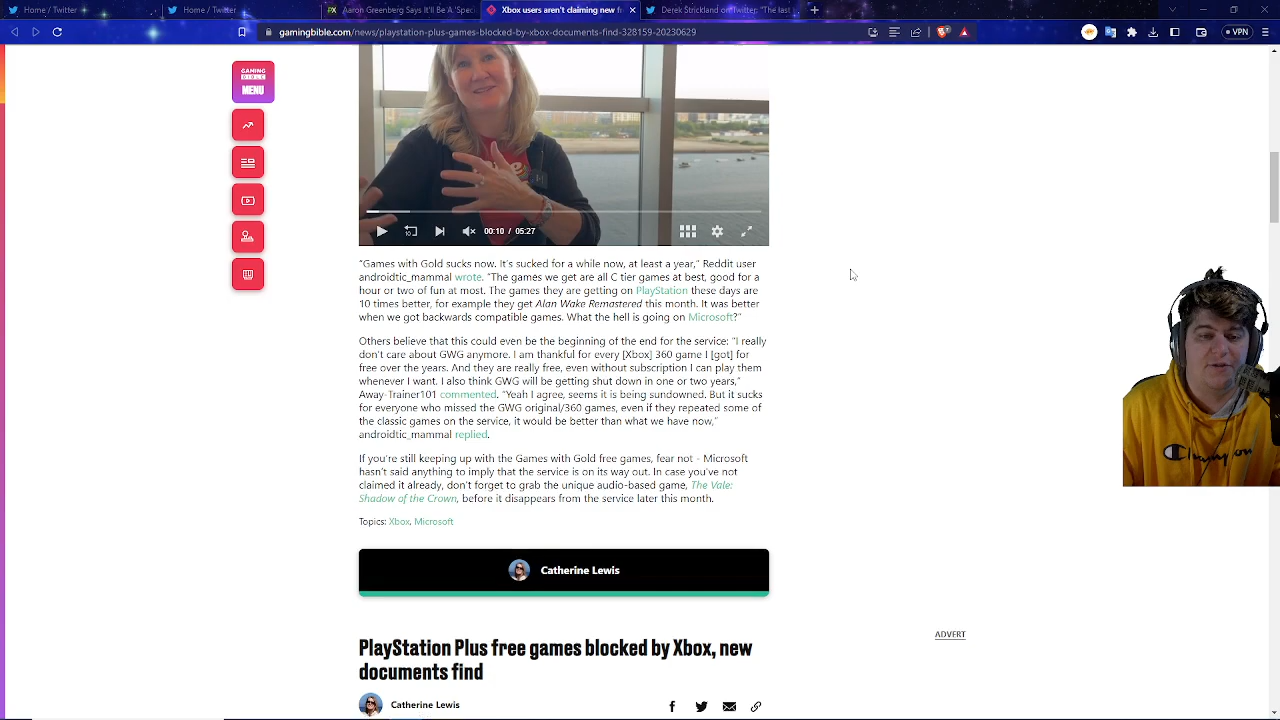 Home / Twitter
Home / Twitter
PX Aaron Greenberg Says It'll Be A 'Speci
Xbox users aren't claiming new fr
Derek Strickland on Twitter: "The last
gamingbible.com/news/playstation-plus-games-blocked-by-xbox-documents-find-328159-20230629
VPN
GAMING
BIBLE
MENU
10
00:10 / 05:27
“Games with Gold sucks now. It’s sucked for a while now, at least a year,” Reddit user
androidtic_mammal wrote. “The games we get are all C tier games at best, good for a
hour or two of fun at most. The games they are getting on PlayStation these days are
10 times better, for example they get Alan Wake Remastered this month. It was better
when we got backwards compatible games. What the hell is going on Microsoft?”
Others believe that this could even be the beginning of the end for the service: “I really
don’t care about GWG anymore. I am thankful for every [Xbox] 360 game I [got] for
free over the years. And they are really free, even without subscription I can play them
whenever I want. I also think GWG will be getting shut down in one or two years,”
Away-Trainer101 commented. “Yeah I agree, seems it is being sundowned. But it sucks
for everyone who missed the GWG original/360 games, even if they repeated some of
the classic games on the service, it would be better than what we have now,”
androidtic_mammal replied.
If you’re still keeping up with the Games with Gold free games, fear not - Microsoft
hasn’t said anything to imply that the service is on its way out. In case you’ve not
claimed it already, don’t forget to grab the unique audio-based game, The Vale:
Shadow of the Crown, before it disappears from the service later this month.
Topics: Xbox, Microsoft
Catherine Lewis
ADVERT
PlayStation Plus free games blocked by Xbox, new
documents find
Catherine Lewis
Champion